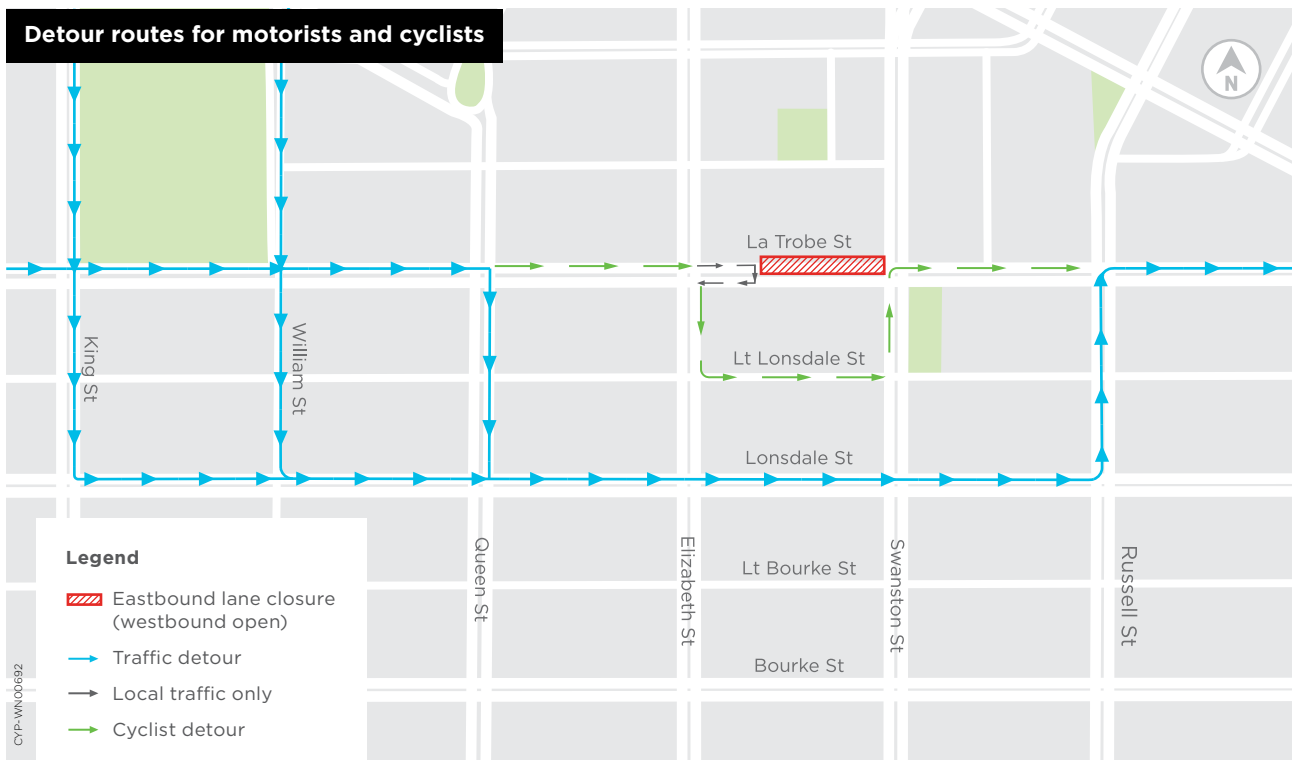 Detour routes for motorists and cyclists
N
La Trobe St
King St
William St
Lt Lonsdale St
Lonsdale St
Queen St
Elizabeth St
Swanston St
Russell St
Lt Bourke St
Bourke St
Legend
Eastbound lane closure
(westbound open)
Traffic detour
Local traffic only
Cyclist detour
CYP-WN00692